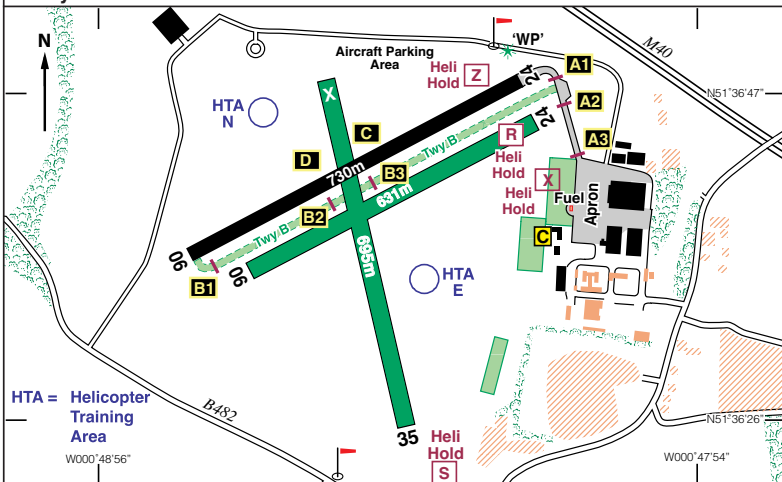 N
'WP'
M40
Aircraft Parking
Area
Heli
Hold
Z
24
A1
N51°36'47"
HTA
N
X
A2
24
C
R
A3
Twy B
Heli
Hold
D
730m
B3
X
Heli
Hold
631m
Fuel
Apron
B2
Twy B
C
06
06
B1
695m
HTA
E
H
HTA = Helicopter
Training
Area
B482
35
Heli
Hold
S
N51°36'26"
W000°48'56"
W000°47'54"